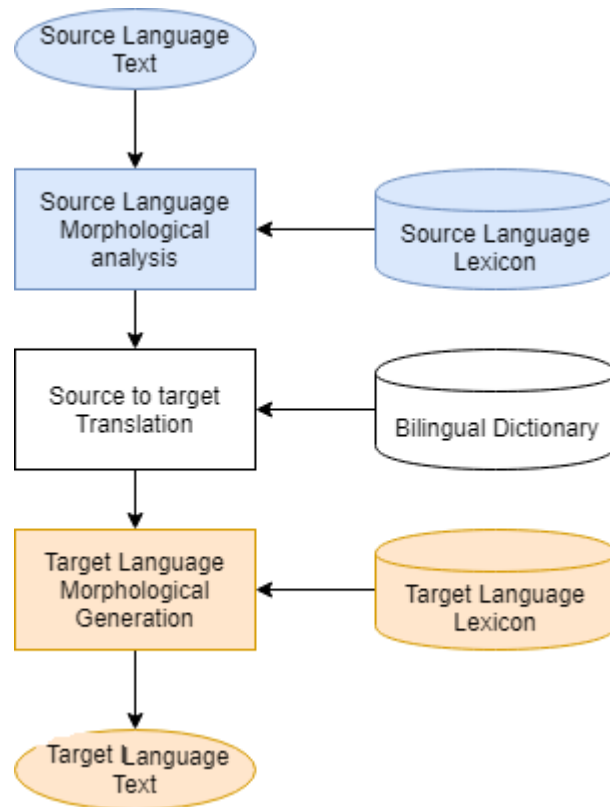 Source Language
Text
Source Language
Morphological
analysis
Source Language
Lexicon
Source to target
Translation
Bilingual Dictionary
Target Language
Morphological
Generation
Target Language
Lexicon
Target Language
Text